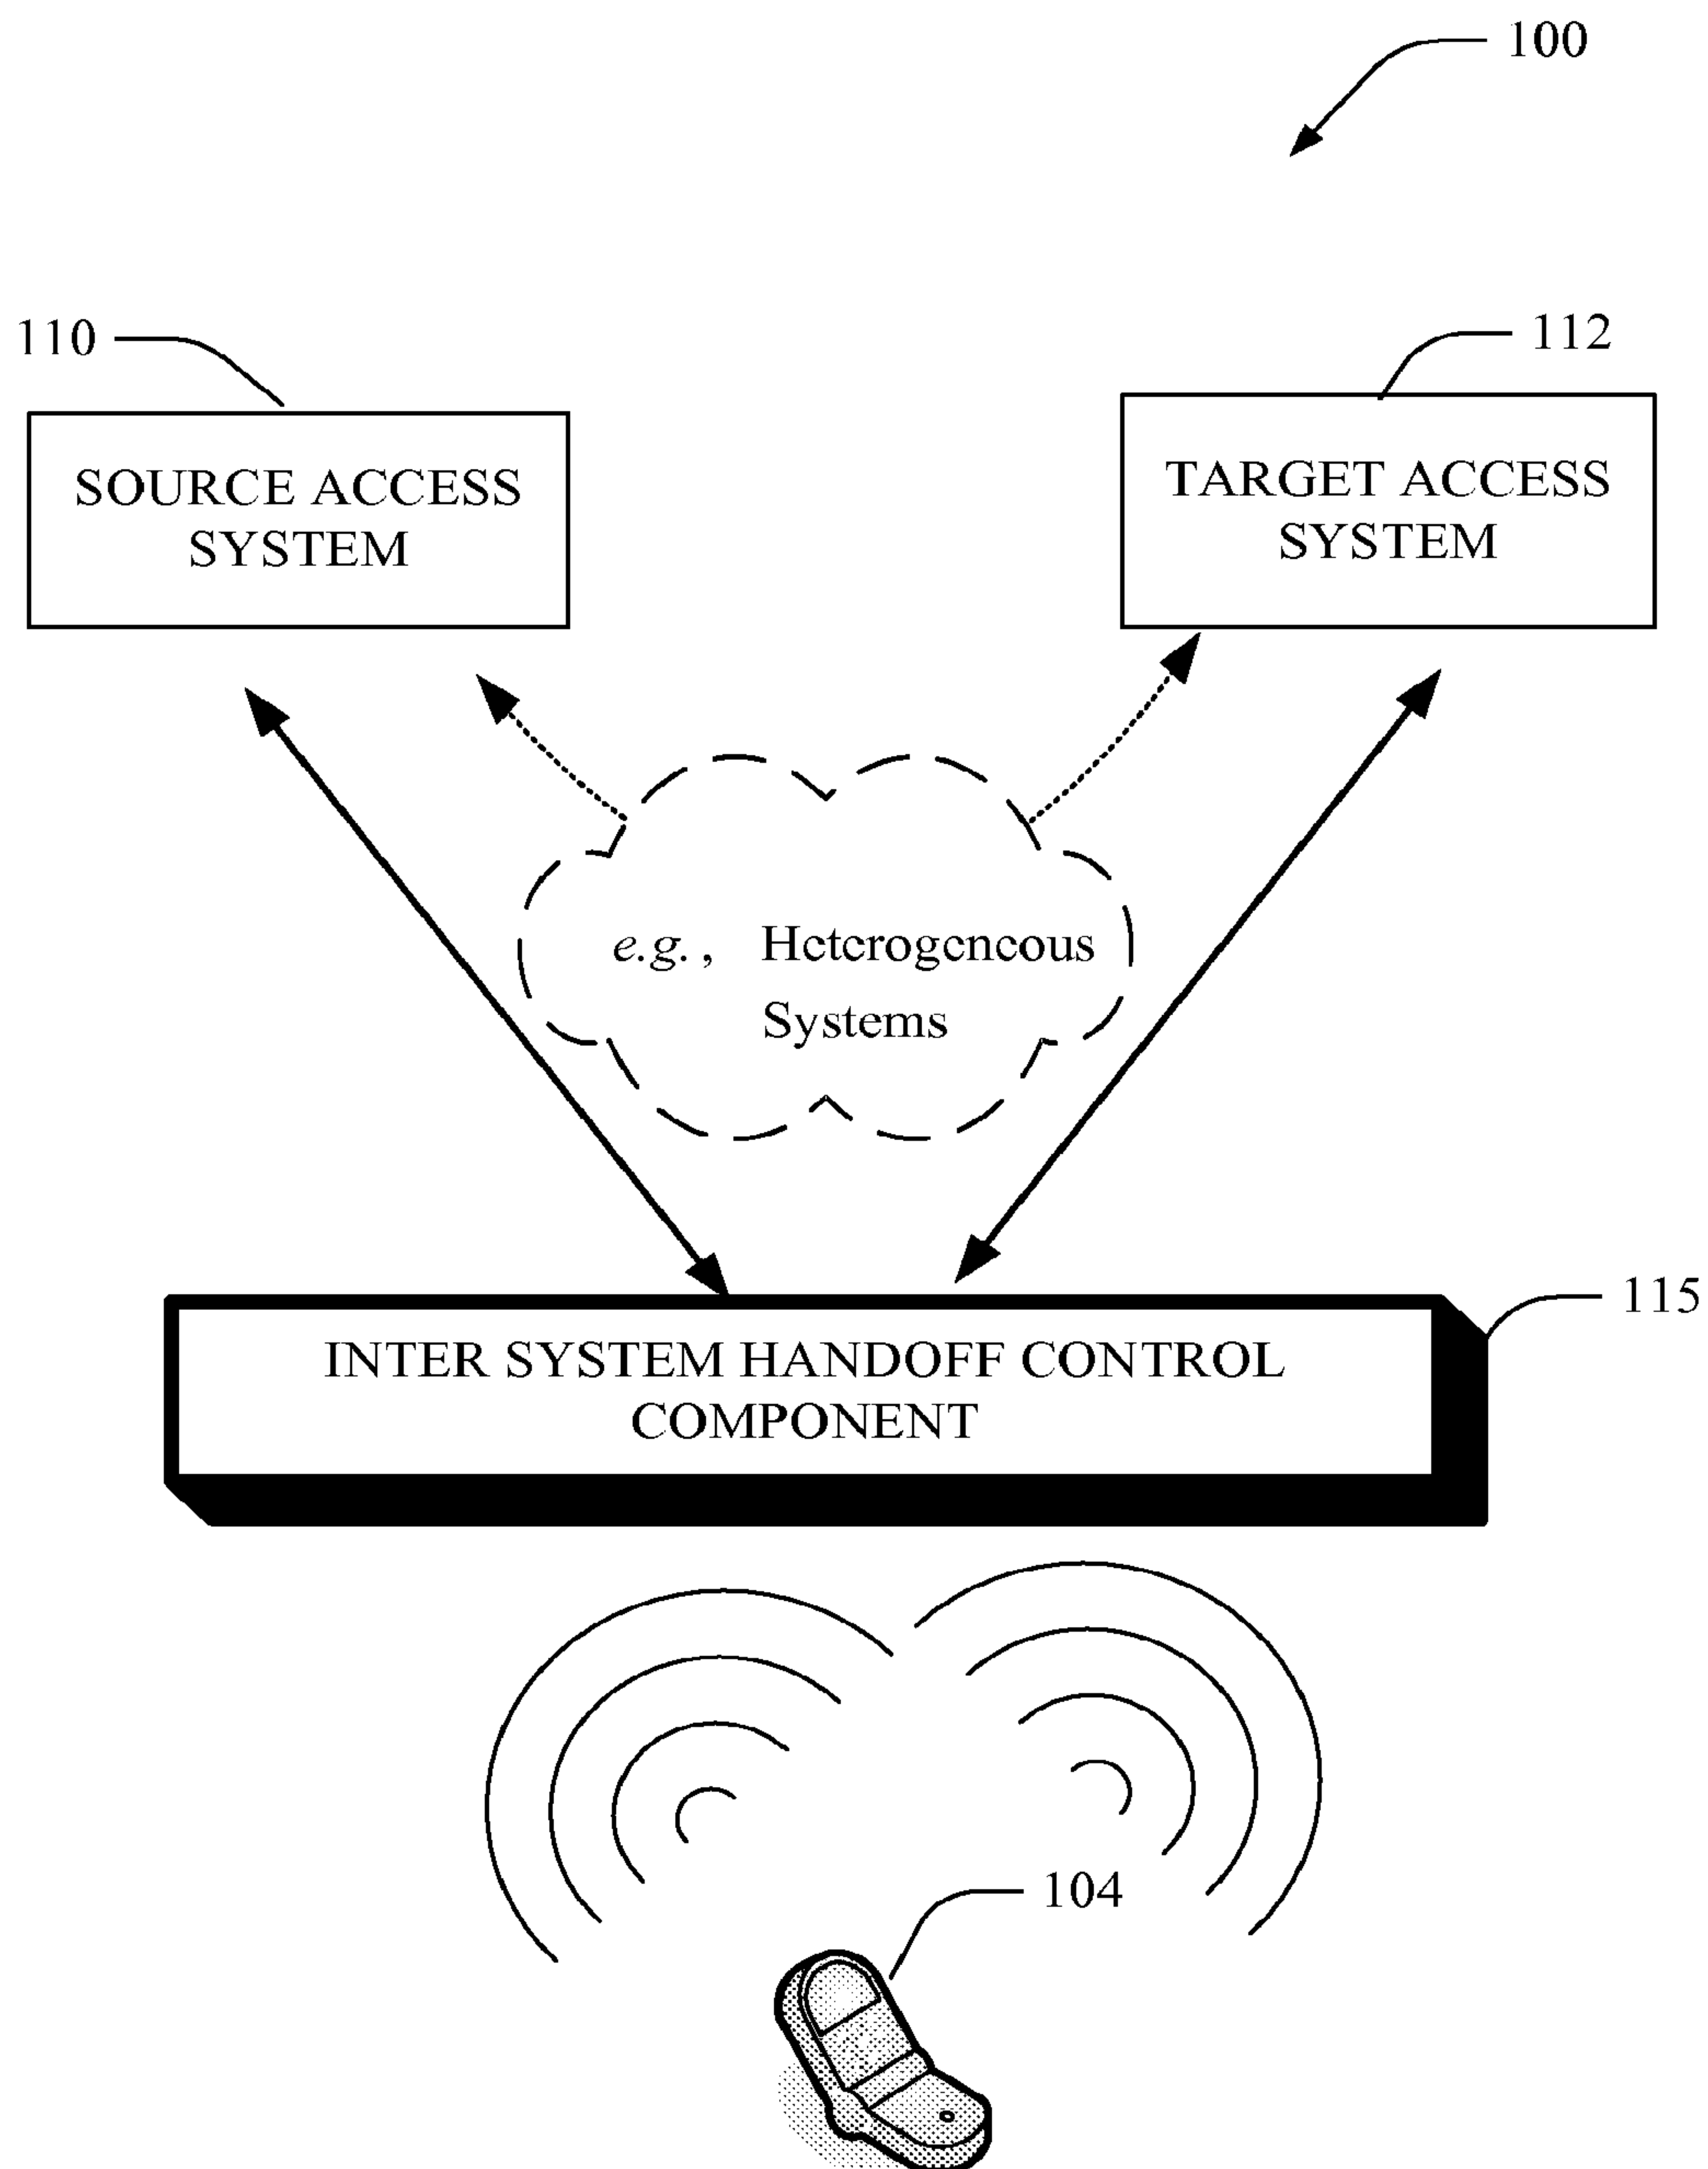 100
110
112
SOURCE ACCESS
SYSTEM
TARGET ACCESS
SYSTEM
e.g., Heterogeneous
Systems
115
INTER SYSTEM HANDOFF CONTROL
COMPONENT
104